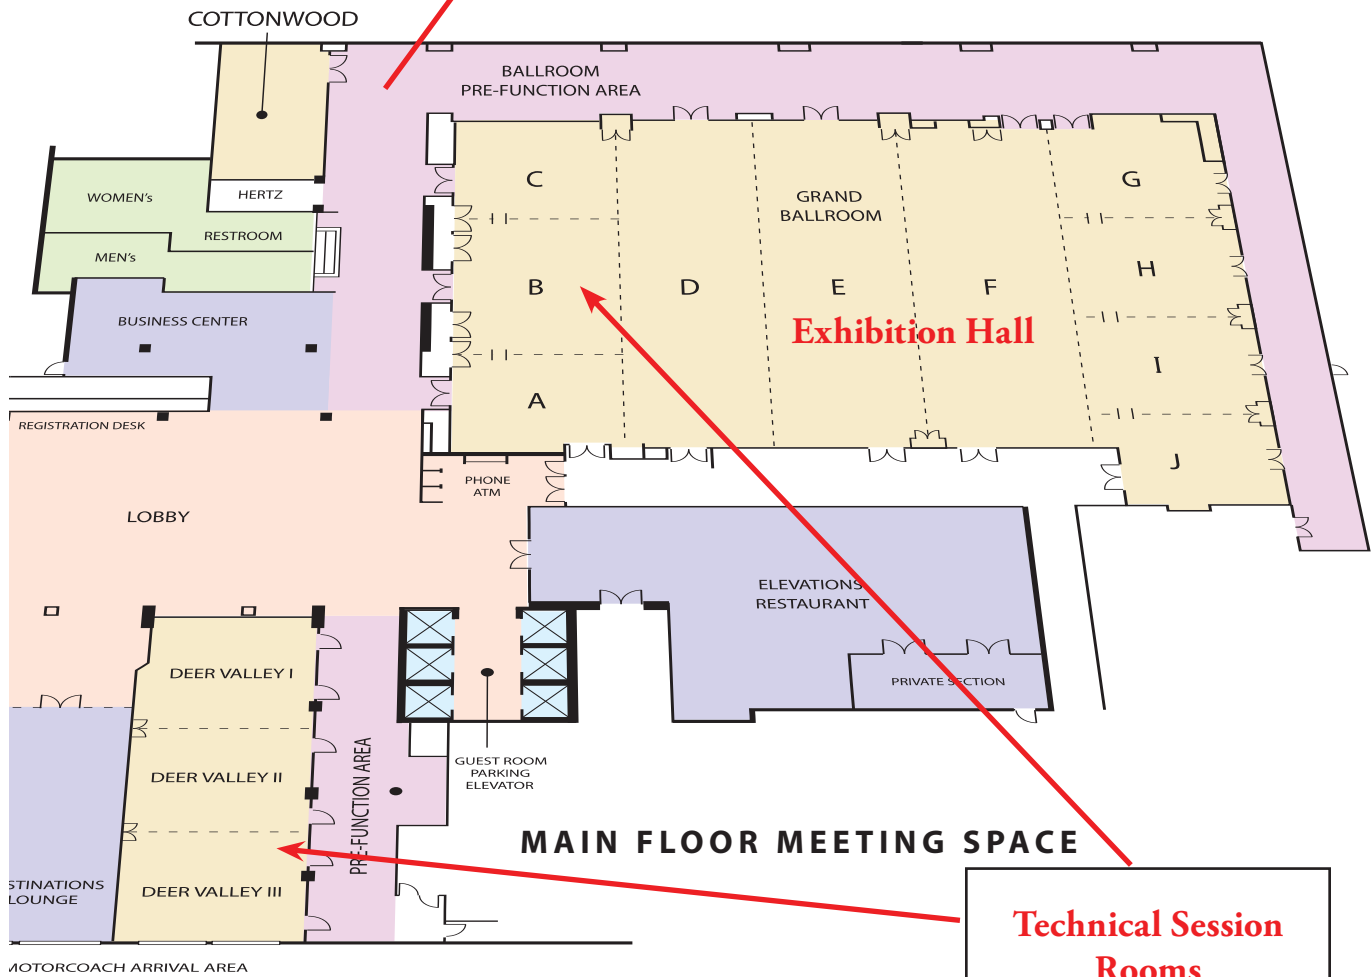 COTTONWOOD
BALLROOM
PRE-FUNCTION AREA
C
GRAND
BALLROOM
G
WOMEN's
HERTZ
RESTROOM
MEN's
B
D
E
F
H
BUSINESS CENTER
Exhibition Hall
I
A
REGISTRATION DESK
J
PHONE
ATM
LOBBY
ELEVATIONS
RESTAURANT
DEER VALLEY I
PRIVATE SECTION
GUEST ROOM
PARKING
ELEVATOR
DEER VALLEY II
PRE-FUNCTION AREA
MAIN FLOOR MEETING SPACE
DEER VALLEY III
STINATIONS
LOUNGE
Technical Session
Rooms
MOTORCOACH ARRIVAL AREA